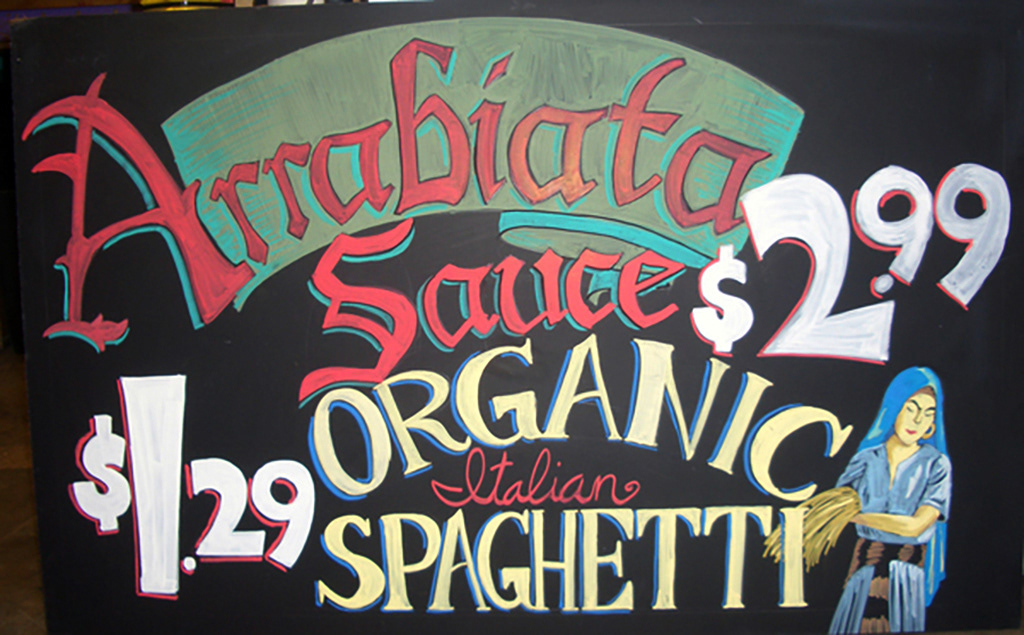 Arrabiata
Sauce $2.99
ORGANIC
Italian
$1.29 SPAGHETTI